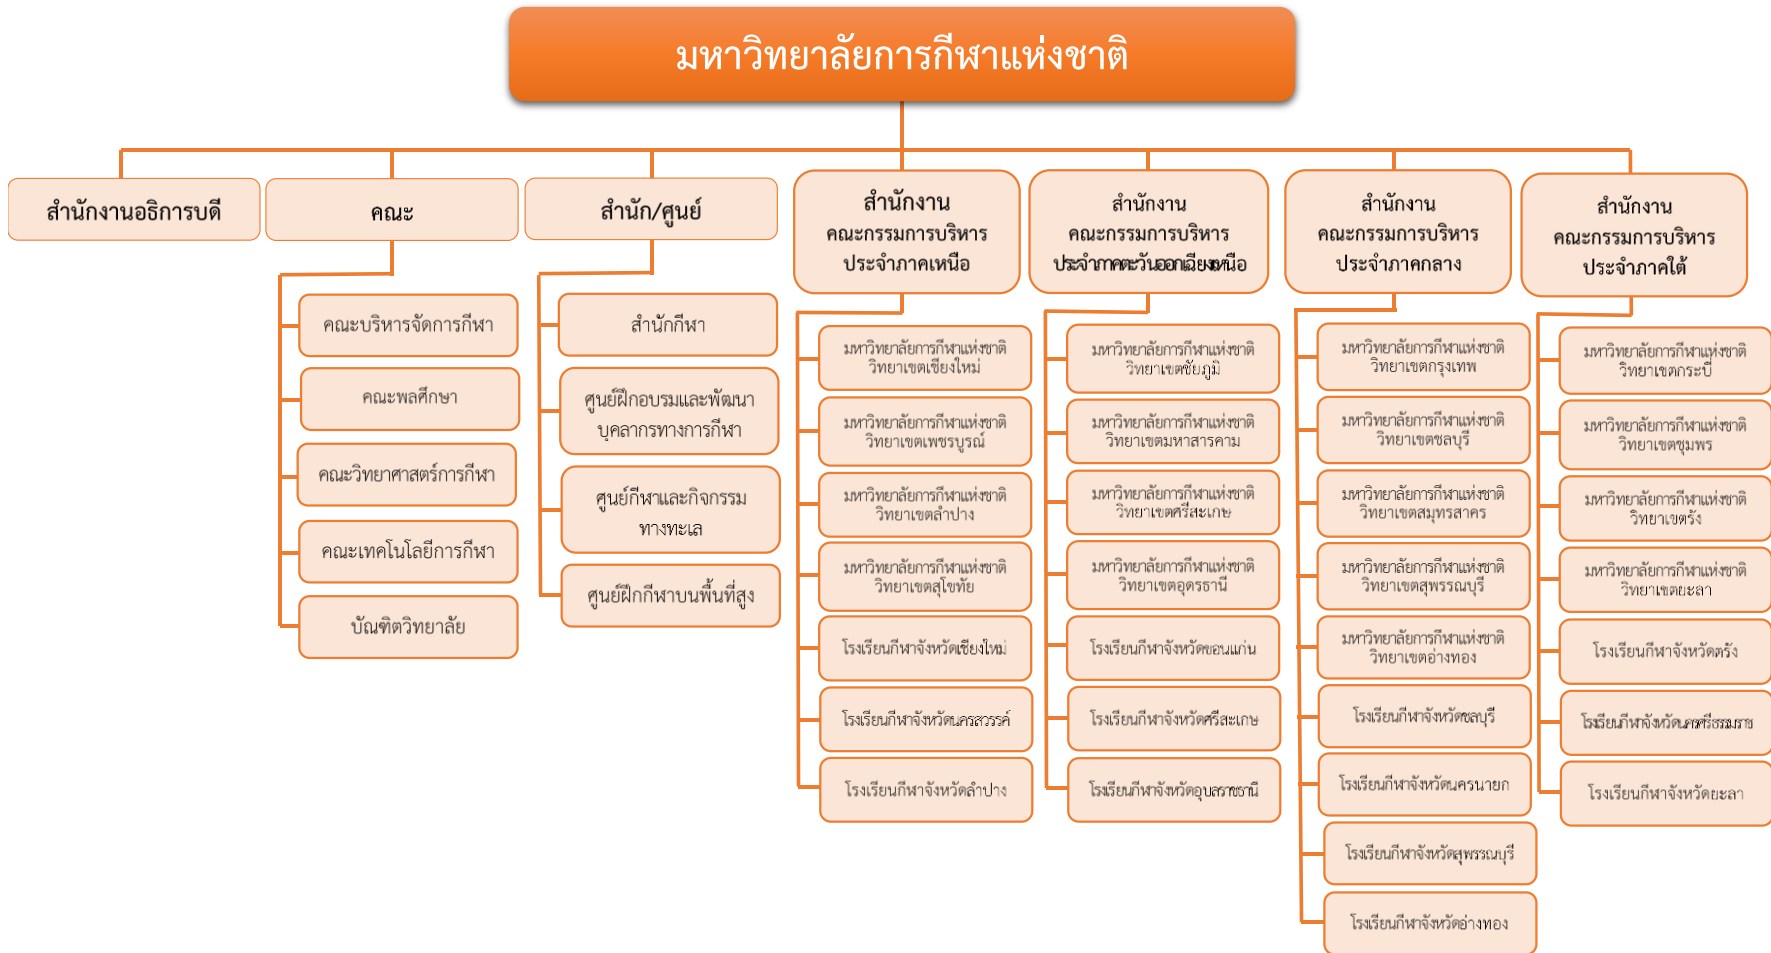 มหาวิทยาลัยการกีฬาแห่งชาติ
สำนักงานอธิการบดี
คณะ
คณะบริหารจัดการกีฬา
คณะพลศึกษา
คณะวิทยาศาสตร์การกีฬา
คณะเทคโนโลยีการกีฬา
บัณฑิตวิทยาลัย
สำนัก/ศูนย์
สำนักกีฬา
ศูนย์ฝึกอบรมและพัฒนา
บุคลากรทางการกีฬา
ศูนย์กีฬาและกิจกรรม
ทางทะเล
ศูนย์ฝึกกีฬาบนพื้นที่สูง
สำนักงาน
คณะกรรมการบริหาร
ประจำภาคเหนือ
มหาวิทยาลัยการกีฬาแห่งชาติ
วิทยาเขตเชียงใหม่
มหาวิทยาลัยการกีฬาแห่งชาติ
วิทยาเขตเพชรบูรณ์
มหาวิทยาลัยการกีฬาแห่งชาติ
วิทยาเขตลำปาง
มหาวิทยาลัยการกีฬาแห่งชาติ
วิทยาเขตสุโขทัย
โรงเรียนกีฬาจังหวัดเชียงใหม่
โรงเรียนกีฬาจังหวัดนครสวรรค์
โรงเรียนกีฬาจังหวัดลำปาง
สำนักงาน
คณะกรรมการบริหาร
ประจำภาคตะวันออกเฉียงเหนือ
มหาวิทยาลัยการกีฬาแห่งชาติ
วิทยาเขตชัยภูมิ
มหาวิทยาลัยการกีฬาแห่งชาติ
วิทยาเขตมหาสารคาม
มหาวิทยาลัยการกีฬาแห่งชาติ
วิทยาเขตศรีสะเกษ
มหาวิทยาลัยการกีฬาแห่งชาติ
วิทยาเขตอุดรธานี
โรงเรียนกีฬาจังหวัดขอนแก่น
โรงเรียนกีฬาจังหวัดศรีสะเกษ
โรงเรียนกีฬาจังหวัดอุบลราชธานี
สำนักงาน
คณะกรรมการบริหาร
ประจำภาคกลาง
มหาวิทยาลัยการกีฬาแห่งชาติ
วิทยาเขตกรุงเทพ
มหาวิทยาลัยการกีฬาแห่งชาติ
วิทยาเขตชลบุรี
มหาวิทยาลัยการกีฬาแห่งชาติ
วิทยาเขตสมุทรสาคร
มหาวิทยาลัยการกีฬาแห่งชาติ
วิทยาเขตสุพรรณบุรี
มหาวิทยาลัยการกีฬาแห่งชาติ
วิทยาเขตอ่างทอง
โรงเรียนกีฬาจังหวัดชลบุรี
โรงเรียนกีฬาจังหวัดนครนายก
โรงเรียนกีฬาจังหวัดสุพรรณบุรี
โรงเรียนกีฬาจังหวัดอ่างทอง
สำนักงาน
คณะกรรมการบริหาร
ประจำภาคใต้
มหาวิทยาลัยการกีฬาแห่งชาติ
วิทยาเขตกระบี่
มหาวิทยาลัยการกีฬาแห่งชาติ
วิทยาเขตชุมพร
มหาวิทยาลัยการกีฬาแห่งชาติ
วิทยาเขตรัง
มหาวิทยาลัยการกีฬาแห่งชาติ
วิทยาเขตยะลา
โรงเรียนกีฬาจังหวัดตรัง
โรงเรียนกีฬาจังหวัดนครศรีธรรมราช
โรงเรียนกีฬาจังหวัดยะลา